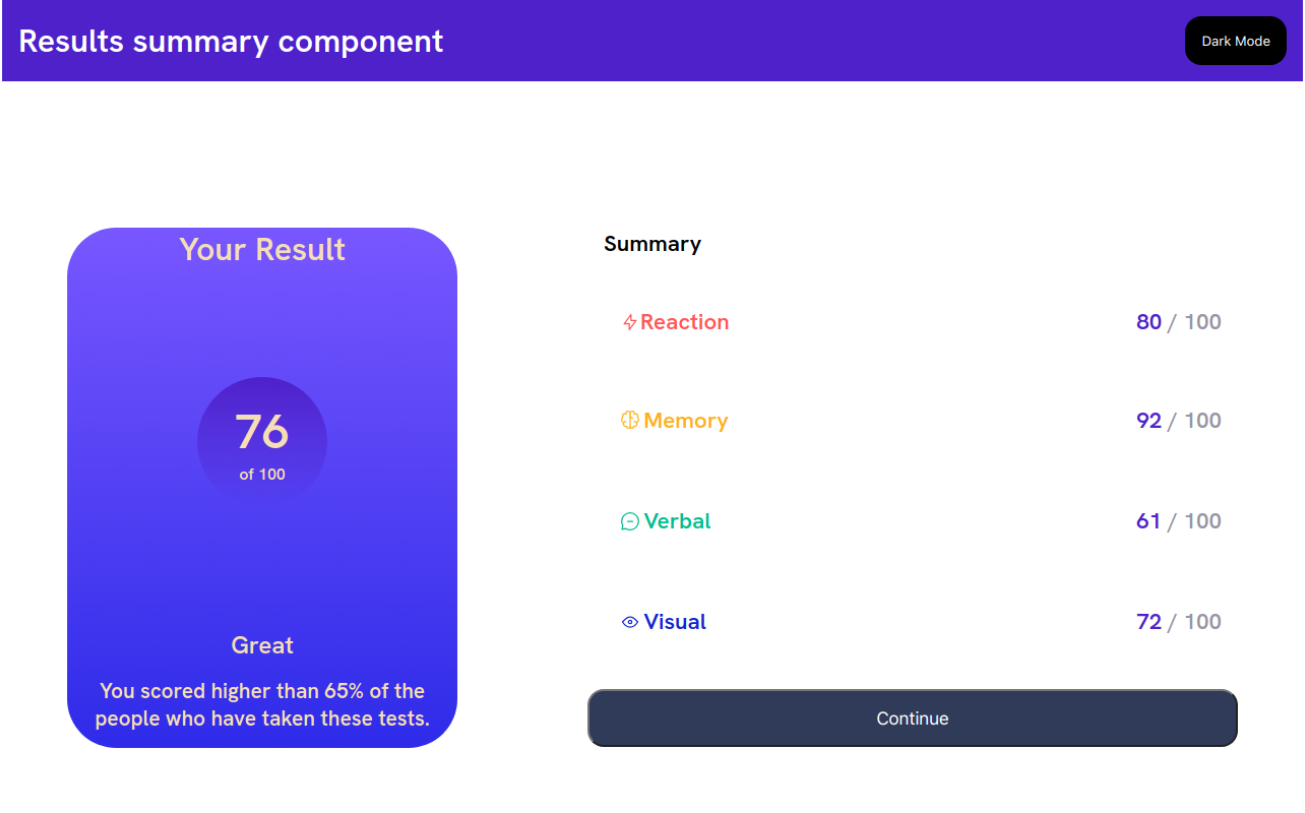 Results summary component
Dark Mode
Your Result
76
of 100
Great
You scored higher than 65% of the
people who have taken these tests.
Summary
Reaction 80 / 100
Memory 92 / 100
Verbal 61 / 100
Visual 72 / 100
Continue